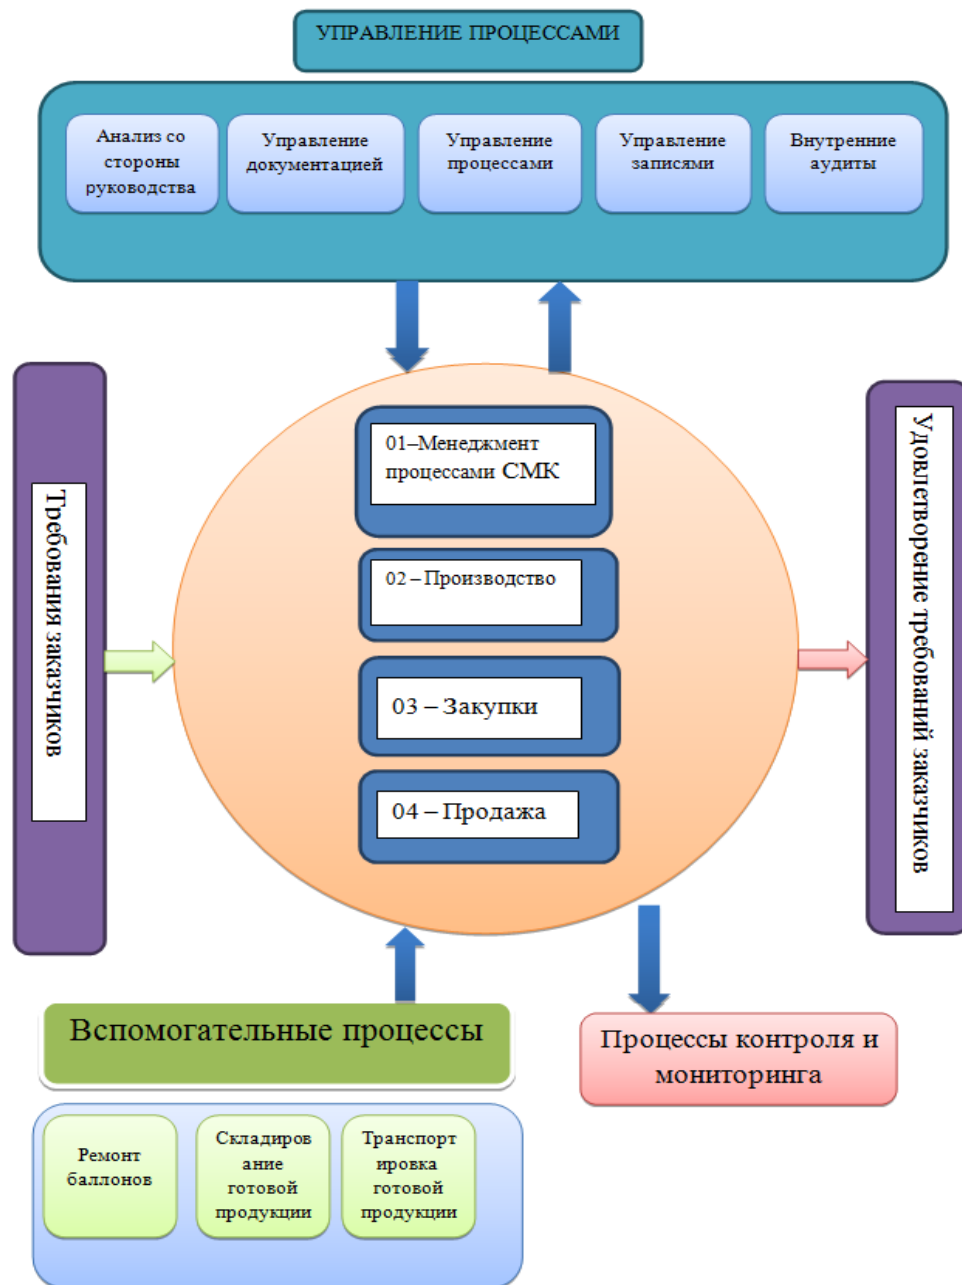 УПРАВЛЕНИЕ ПРОЦЕССАМИ
Анализ со
стороны
руководства
Управление
документацией
Управление
процессами
Управление
записями
Внутренние
аудиты
Требования заказчиков
01–Менеджмент
процессами СМК
02 – Производство
03 – Закупки
04 – Продажа
Удовлетворение требований заказчиков
Вспомогательные процессы
Процессы контроля и
мониторинга
Ремонт
баллонов
Складиров
ание
готовой
продукции
Транспорт
ировка
готовой
продукции